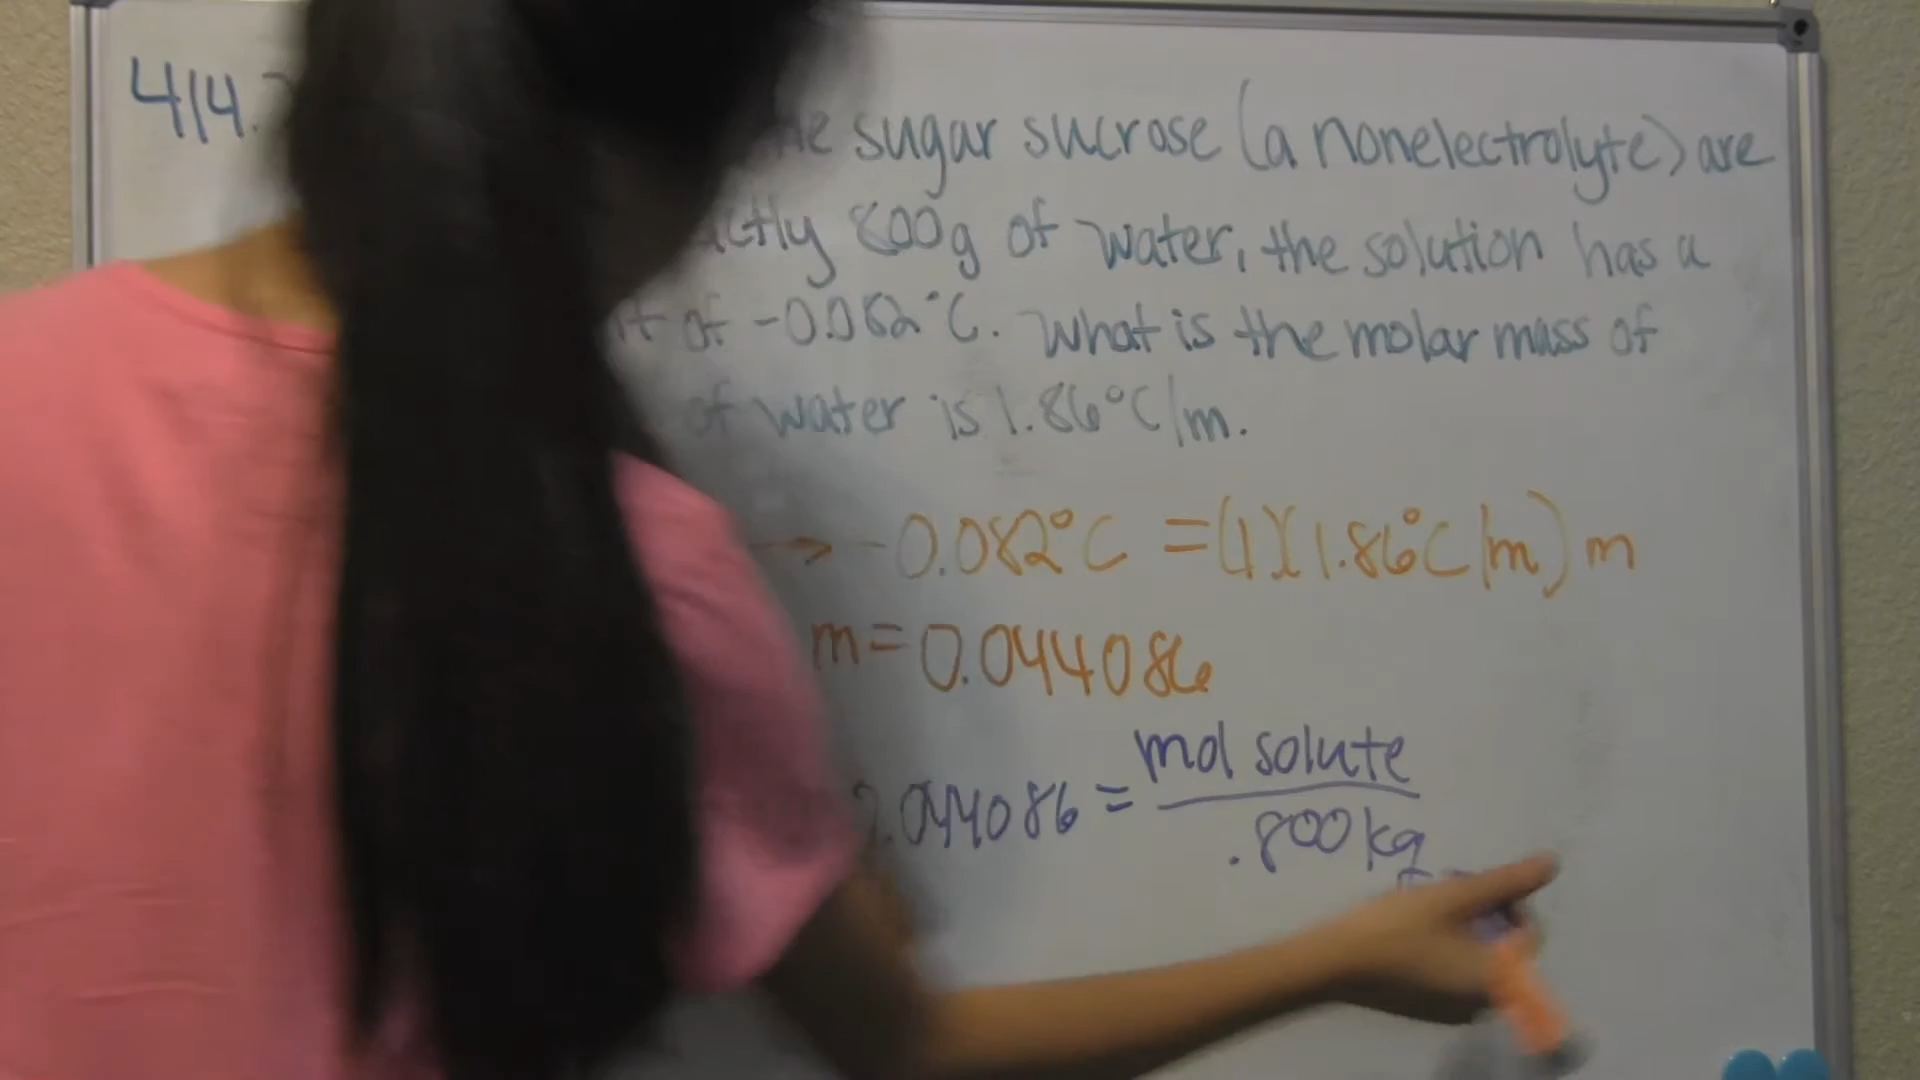 414.
sugar sucrose (a nonelectrolyte) are
800g of water, the solution has a
of -0.082°C. What is the molar mass of
of water is 1.86°C/m.
→ -0.082°C = (1)(1.86°C/m) m
m = 0.044086
mol solute
0.044086 =
.800 kg